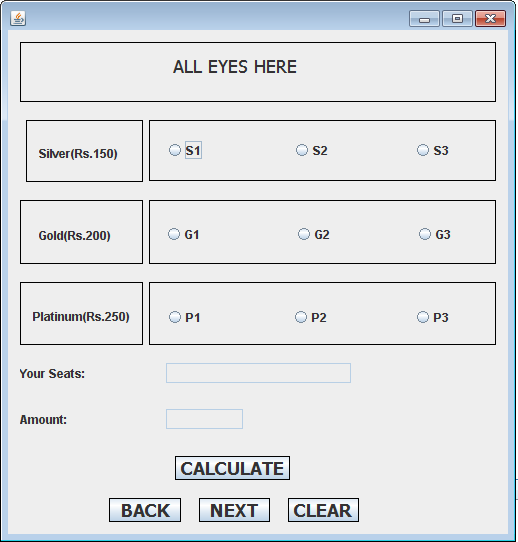 ALL EYES HERE
Silver(Rs.150) S1 S2 S3
Gold(Rs.200) G1 G2 G3
Platinum(Rs.250) P1 P2 P3
Your Seats:
Amount:
CALCULATE
BACK NEXT CLEAR